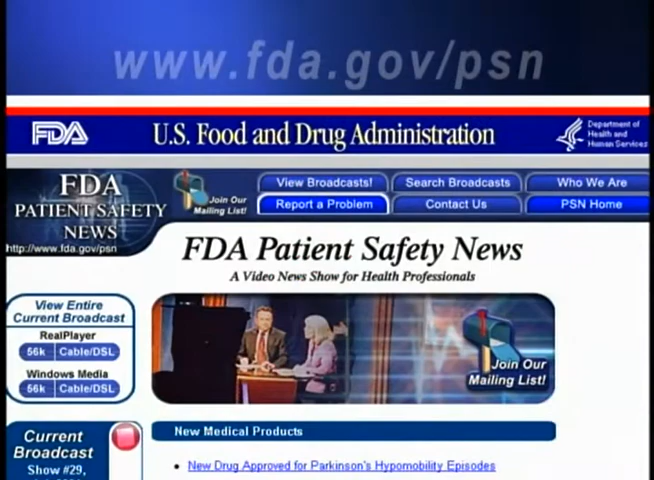 www.fda.gov/psn
FDA
U.S. Food and Drug Administration
Department of
Health and
Human Services
FDA
PATIENT SAFETY
NEWS
http://www.fda.gov/psn
Join Our
Mailing List!
View Broadcasts!
Search Broadcasts
Who We Are
Report a Problem
Contact Us
PSN Home
FDA Patient Safety News
A Video News Show for Health Professionals
View Entire
Current Broadcast
RealPlayer
56k Cable/DSL
Windows Media
56k Cable/DSL
Join Our
Mailing List!
Current
Broadcast
Show #29,
New Medical Products
New Drug Approved for Parkinson's Hypomobility Episodes